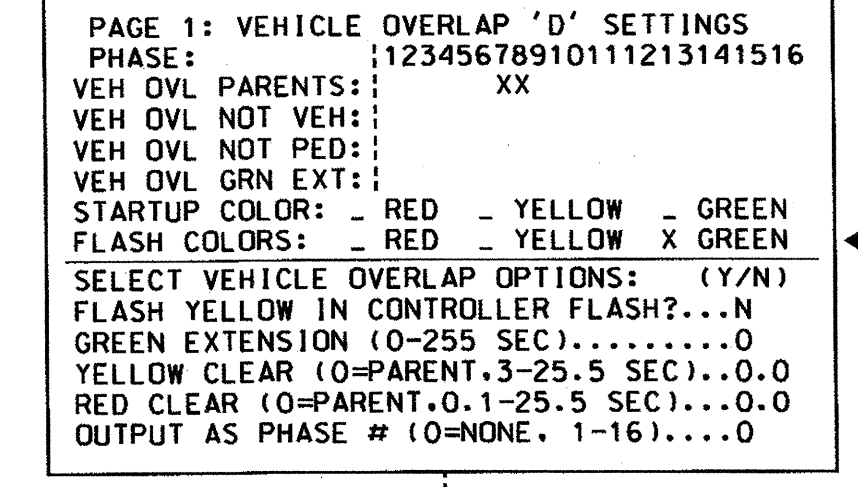 PAGE 1: VEHICLE OVERLAP 'D' SETTINGS
PHASE: ¦12345678910111213141516
VEH OVL PARENTS:¦ XX
VEH OVL NOT VEH:¦
VEH OVL NOT PED:¦
VEH OVL GRN EXT:¦
STARTUP COLOR: _ RED _ YELLOW _ GREEN
FLASH COLORS: _ RED _ YELLOW X GREEN
SELECT VEHICLE OVERLAP OPTIONS: (Y/N)
FLASH YELLOW IN CONTROLLER FLASH?...N
GREEN EXTENSION (0-255 SEC).........0
YELLOW CLEAR (0=PARENT,3-25.5 SEC)..0.0
RED CLEAR (0=PARENT,0.1-25.5 SEC)...0.0
OUTPUT AS PHASE # (0=NONE, 1-16)....0